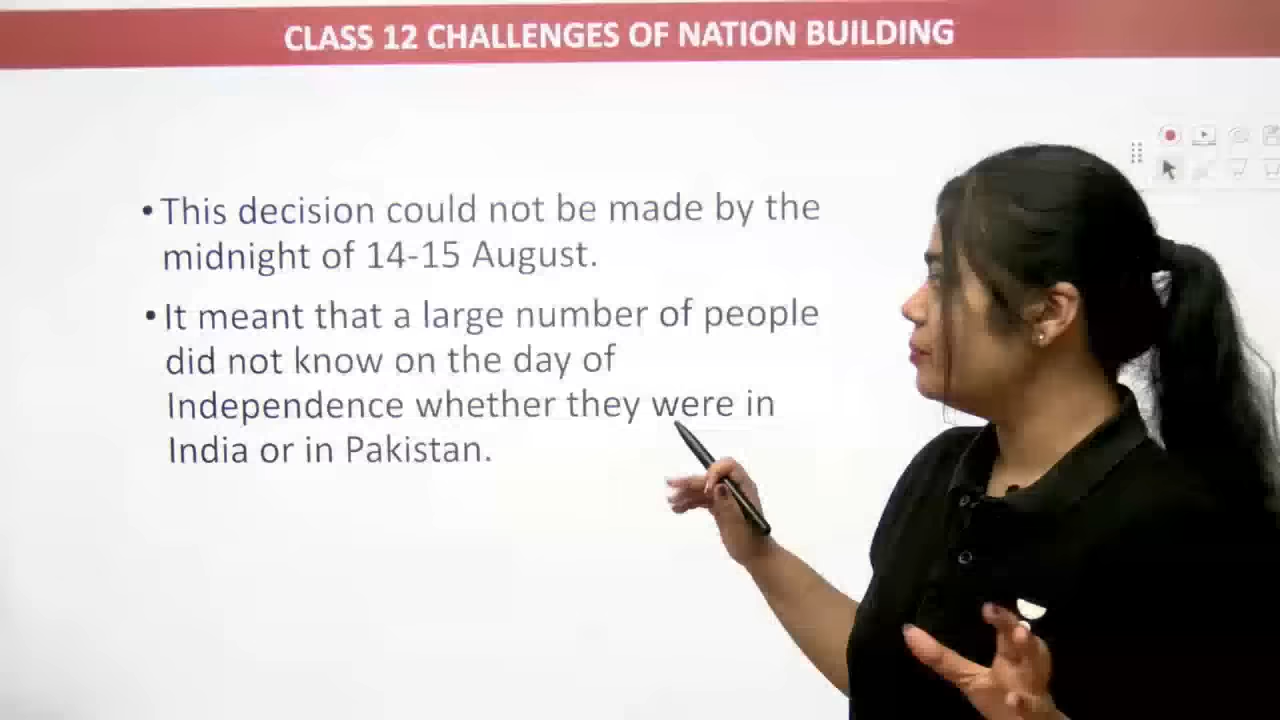 CLASS 12 CHALLENGES OF NATION BUILDING
•This decision could not be made by the
midnight of 14-15 August.
•It meant that a large number of people
did not know on the day of
Independence whether they were in
India or in Pakistan.